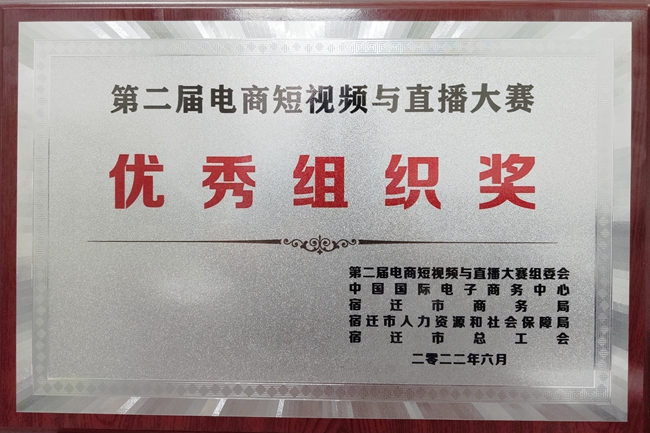 第二届电商短视频与直播大赛
优秀组织奖
第二届电商短视频与直播大赛组委会
中国国际电子商务中心
宿迁市商务局
宿迁市人力资源和社会保障局
宿迁市总工会
二零二二年六月